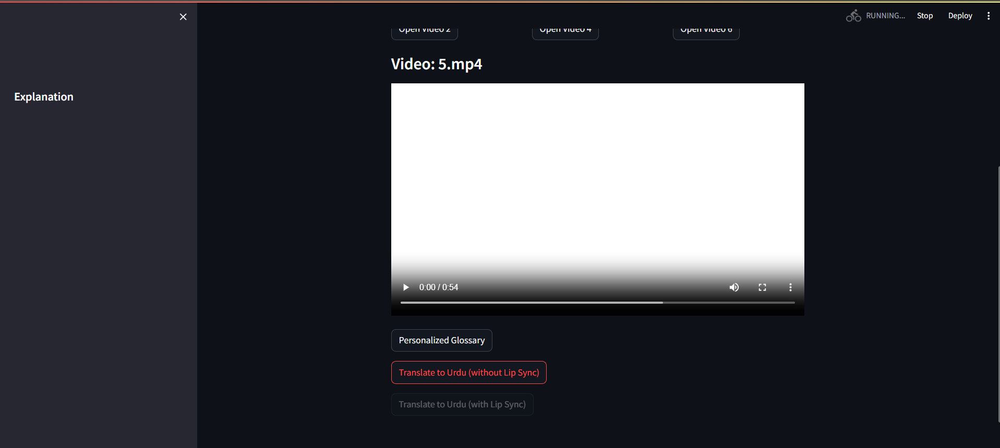 RUNNING...
Stop
Deploy
Open Video 2
Open Video 4
Open Video 6
Video: 5.mp4
Explanation
0:00 / 0:54
Personalized Glossary
Translate to Urdu (without Lip Sync)
Translate to Urdu (with Lip Sync)